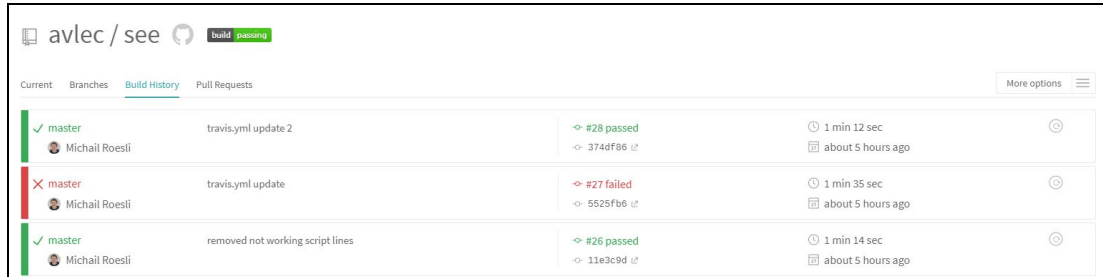 avlec / see build passing
Current Branches Build History Pull Requests More options
master travis.yml update 2 #28 passed 1 min 12 sec
Michail Roesli 374df86 about 5 hours ago
master travis.yml update #27 failed 1 min 35 sec
Michail Roesli 5525fb6 about 5 hours ago
master removed not working script lines #26 passed 1 min 14 sec
Michail Roesli 11e3c9d about 5 hours ago